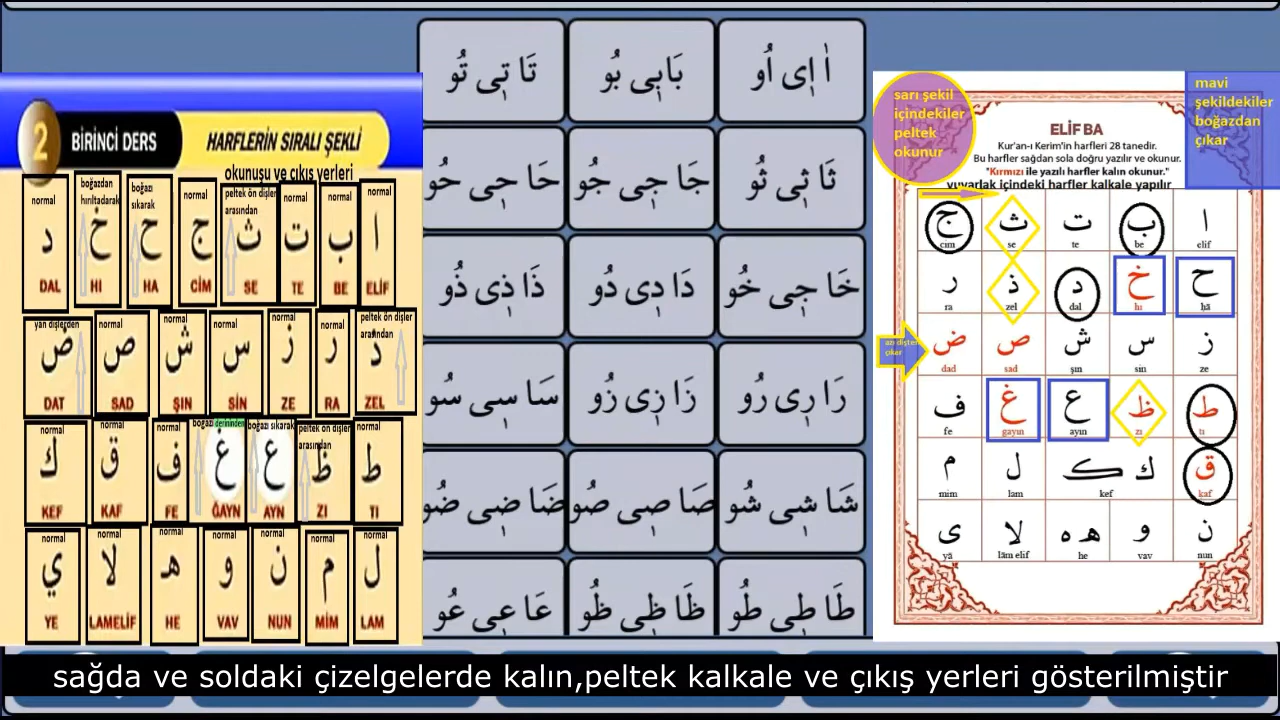 2 BİRİNCİ DERS HARFLERİN SIRALI ŞEKLİ
okunuşu ve çıkış yerleri
normal boğazdan hırıltadarak boğazı sıkarak normal peltek ön dişler arasından normal normal normal
د خ ح ج ث ت ب ا
DAL HI HA CİM SE TE BE ELİF
yan dişlerden normal normal normal normal normal peltek ön dişler arasından
ض ص ش س ز ر ذ
DAT SAD ŞIN SİN ZE RA ZEL
normal normal normal boğazı derininden boğazı sıkarak peltek ön dişler arasından normal
ك ق ف غ ع ظ ط
KEF KAF FE ĞAYN AYN ZI TI
normal normal normal normal normal normal normal
ي لا هـ و ن م ل
YE LAMELİF HE VAV NUN MİM LAM
اٰ اٖى اُو
بَا بٖى بُو
تَا تٖى تُو
ثَا ثٖى ثُو
جَا جٖى جُو
حَا حٖى حُو
خَا خٖى خُو
دَا دٖى دُو
ذَا ذٖى ذُو
رَا رٖى رُو
زَا زٖى زُو
سَا سٖى سُو
شَا شٖى شُو
صَا صٖى صُو
ضَا ضٖى ضُو
طَا طٖى طُو
ظَا ظٖى ظُو
عَا عٖى عُو
sarı şekil
içindekiler
peltek
okunur
mavi
şekildekiler
boğazdan
çıkar
ELİF BA
Kur'an-ı Kerim'in harfleri 28 tanedir.
Bu harfler sağdan sola doğru yazılır ve okunur.
"Kırmızı ile yazılı harfler kalın okunur."
yuvarlak içindeki harfler kalkale yapılır
ج ث ت ب ا
cim se te be elif
ر ذ د خ ح
ra zel dal hı ḥâ
ض ص ش س ز
dad sad şın sin ze
ف غ ع ظ ط
fe gayın ayın zı tı
م ل ك ك ق
mim lam kef kaf
ى لا هـ ه و ن
yâ lâm elif he vav nun
sağda ve soldaki çizelgelerde kalın,peltek kalkale ve çıkış yerleri gösterilmiştir